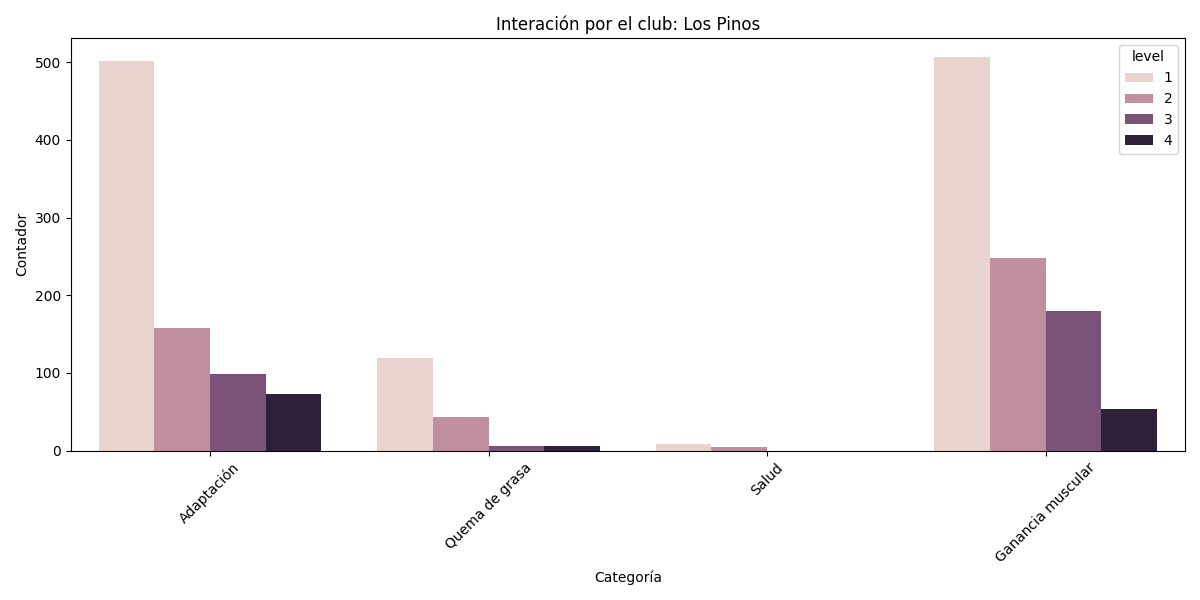 Interación por el club: Los Pinos
level
1
2
3
4
500
400
300
200
100
0
Contador
Adaptación
Quema de grasa
Salud
Ganancia muscular
Categoría